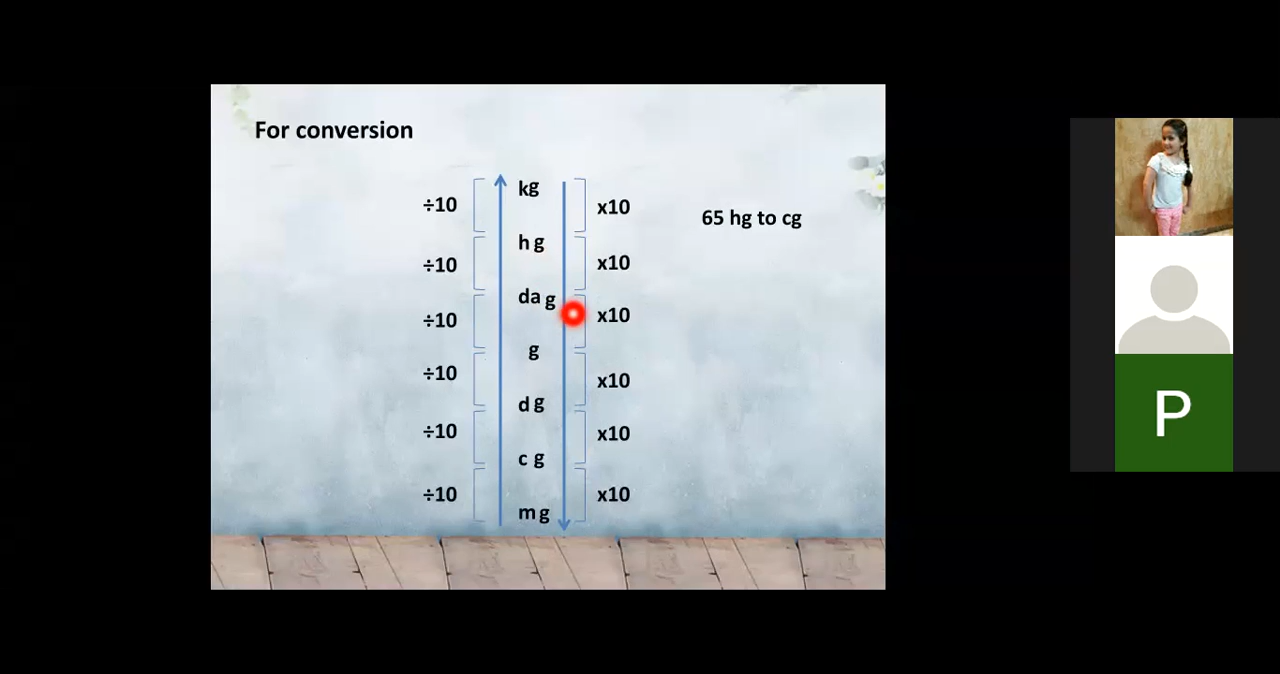 For conversion
kg
÷10
x10
65 hg to cg
h g
÷10
x10
da g
÷10
x10
g
÷10
x10
d g
÷10
x10
c g
÷10
x10
m g
P